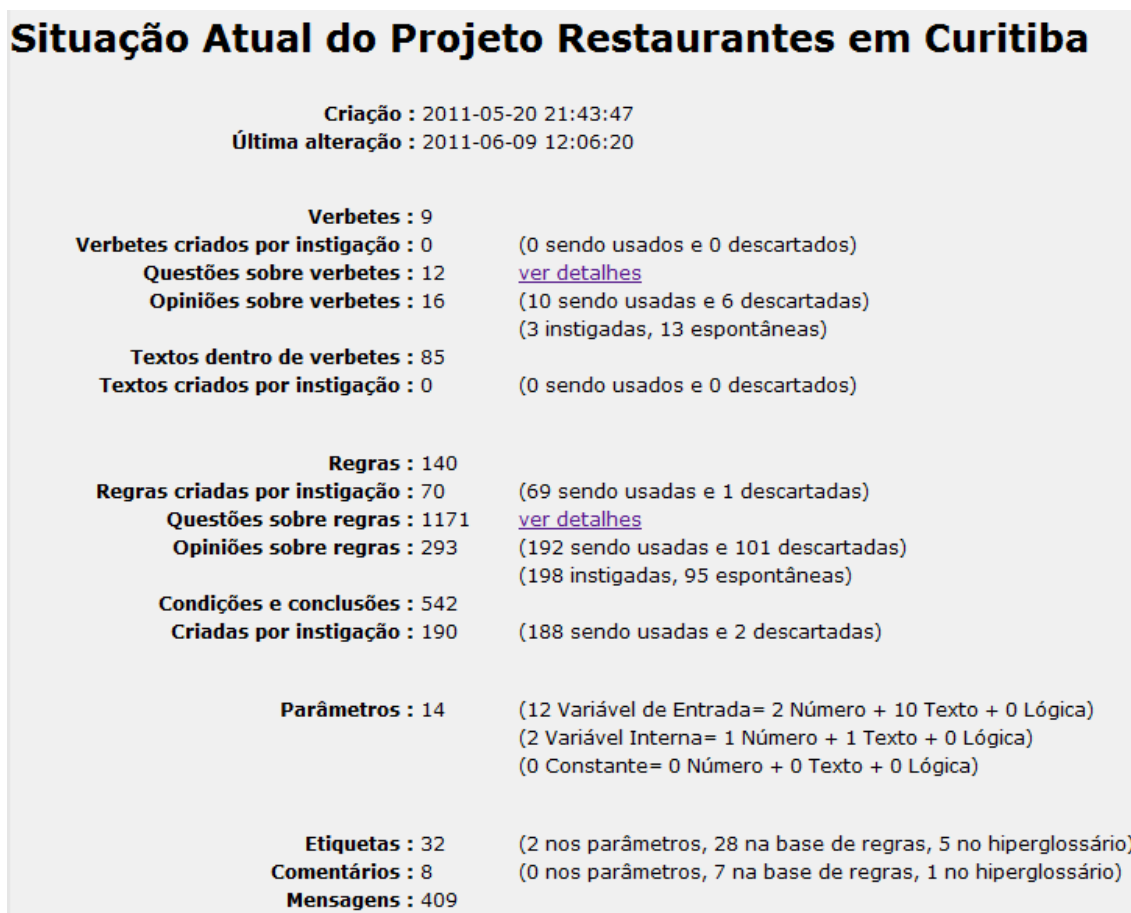 Situação Atual do Projeto Restaurantes em Curitiba
Criação : 2011-05-20 21:43:47
Última alteração : 2011-06-09 12:06:20
Verbetes : 9
Verbetes criados por instigação : 0 (0 sendo usados e 0 descartados)
Questões sobre verbetes : 12 ver detalhes
Opiniões sobre verbetes : 16 (10 sendo usadas e 6 descartadas)
(3 instigadas, 13 espontâneas)
Textos dentro de verbetes : 85
Textos criados por instigação : 0 (0 sendo usados e 0 descartados)
Regras : 140
Regras criadas por instigação : 70 (69 sendo usadas e 1 descartadas)
Questões sobre regras : 1171 ver detalhes
Opiniões sobre regras : 293 (192 sendo usadas e 101 descartadas)
(198 instigadas, 95 espontâneas)
Condições e conclusões : 542
Criadas por instigação : 190 (188 sendo usadas e 2 descartadas)
Parâmetros : 14 (12 Variável de Entrada= 2 Número + 10 Texto + 0 Lógica)
(2 Variável Interna= 1 Número + 1 Texto + 0 Lógica)
(0 Constante= 0 Número + 0 Texto + 0 Lógica)
Etiquetas : 32 (2 nos parâmetros, 28 na base de regras, 5 no hiperglossário)
Comentários : 8 (0 nos parâmetros, 7 na base de regras, 1 no hiperglossário)
Mensagens : 409